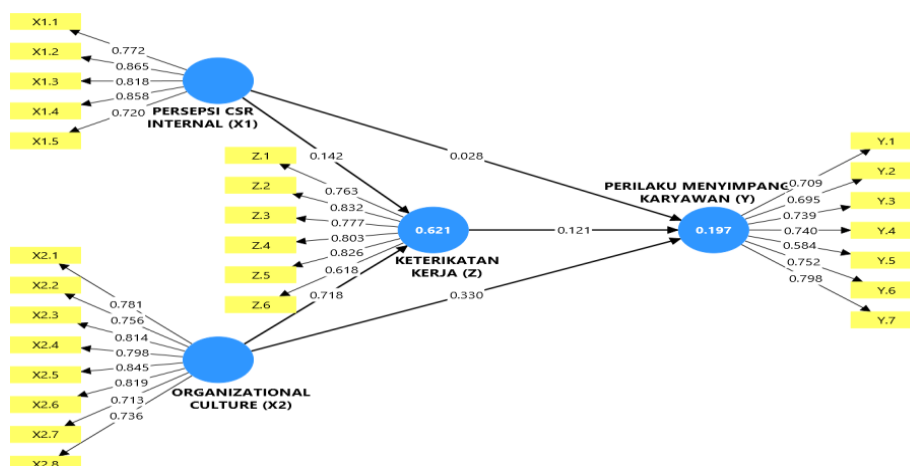 X1.1
X1.2
X1.3
X1.4
X1.5
0.772
0.865
0.818
0.858
0.720
PERSEPSI CSR
INTERNAL (X1)
0.142
0.028
Z.1
Z.2
Z.3
Z.4
Z.5
Z.6
0.763
0.832
0.777
0.803
0.826
0.618
0.621
KETERIKATAN
KERJA (Z)
0.121
0.718
0.330
PERILAKU MENYIMPANG
KARYAWAN (Y)
0.197
0.709
0.695
0.739
0.740
0.584
0.752
0.798
Y.1
Y.2
Y.3
Y.4
Y.5
Y.6
Y.7
X2.1
X2.2
X2.3
X2.4
X2.5
X2.6
X2.7
X2.8
0.781
0.756
0.814
0.798
0.845
0.819
0.713
0.736
ORGANIZATIONAL
CULTURE (X2)